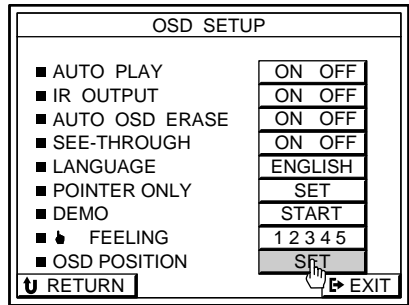 OSD SETUP
AUTO PLAY ON OFF
IR OUTPUT ON OFF
AUTO OSD ERASE ON OFF
SEE-THROUGH ON OFF
LANGUAGE ENGLISH
POINTER ONLY SET
DEMO START
FEELING 1 2 3 4 5
OSD POSITION SET
RETURN EXIT